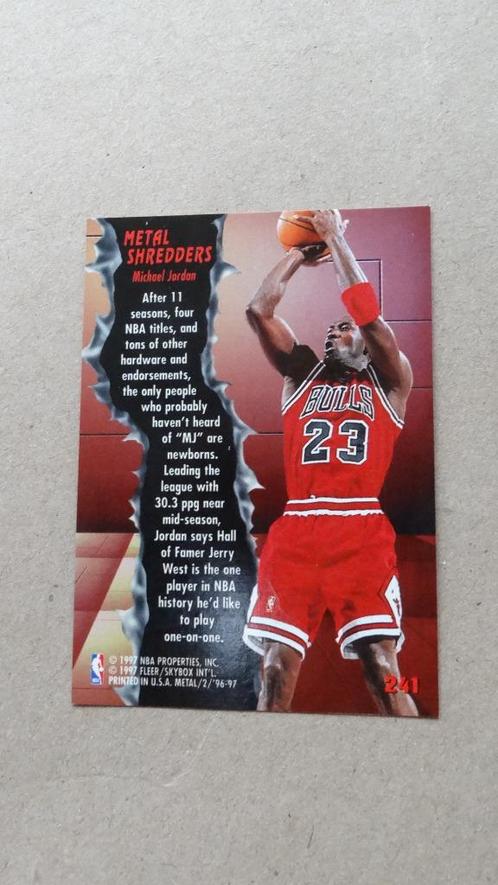 METAL
SHREDDERS
Michael Jordan
After 11
seasons, four
NBA titles, and
tons of other
hardware and
endorsements,
the only people
who probably
haven't heard
of "MJ" are
newborns.
Leading the
league with
30.3 ppg near
mid-season,
Jordan says Hall
of Famer Jerry
West is the one
player in NBA
history he'd like
to play
one-on-one.
BULLS
23
© 1997 NBA PROPERTIES, INC.
© 1997 FLEER/SKYBOX INT'L.
PRINTED IN U.S.A. METAL/2/'96-97
241